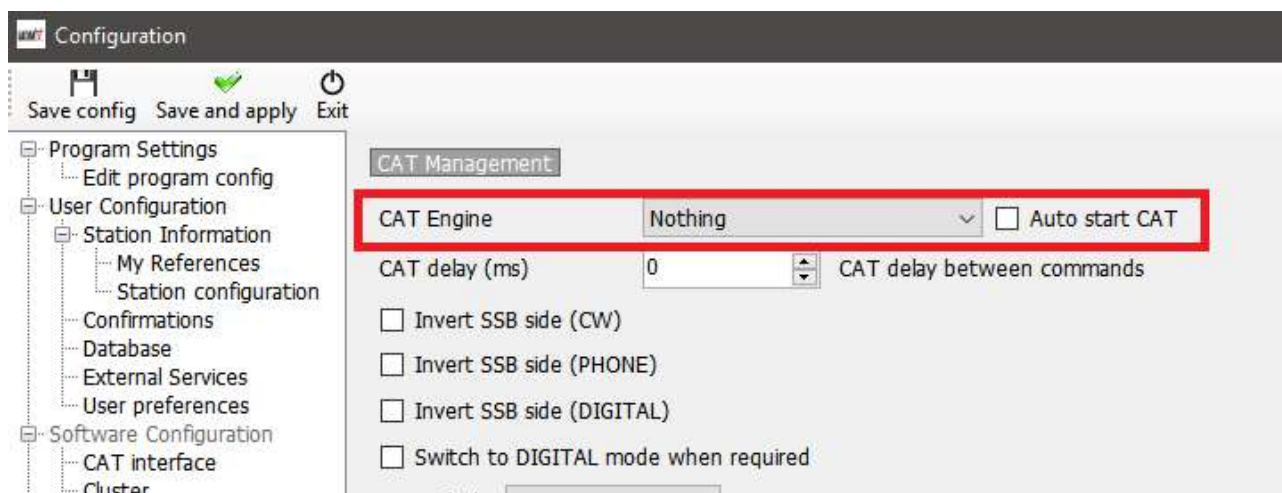 Configuration
Save config Save and apply Exit
Program Settings
Edit program config
User Configuration
Station Information
My References
Station configuration
Confirmations
Database
External Services
User preferences
Software Configuration
CAT interface
Cluster
CAT Management
CAT Engine Nothing Auto start CAT
CAT delay (ms) 0 CAT delay between commands
Invert SSB side (CW)
Invert SSB side (PHONE)
Invert SSB side (DIGITAL)
Switch to DIGITAL mode when required